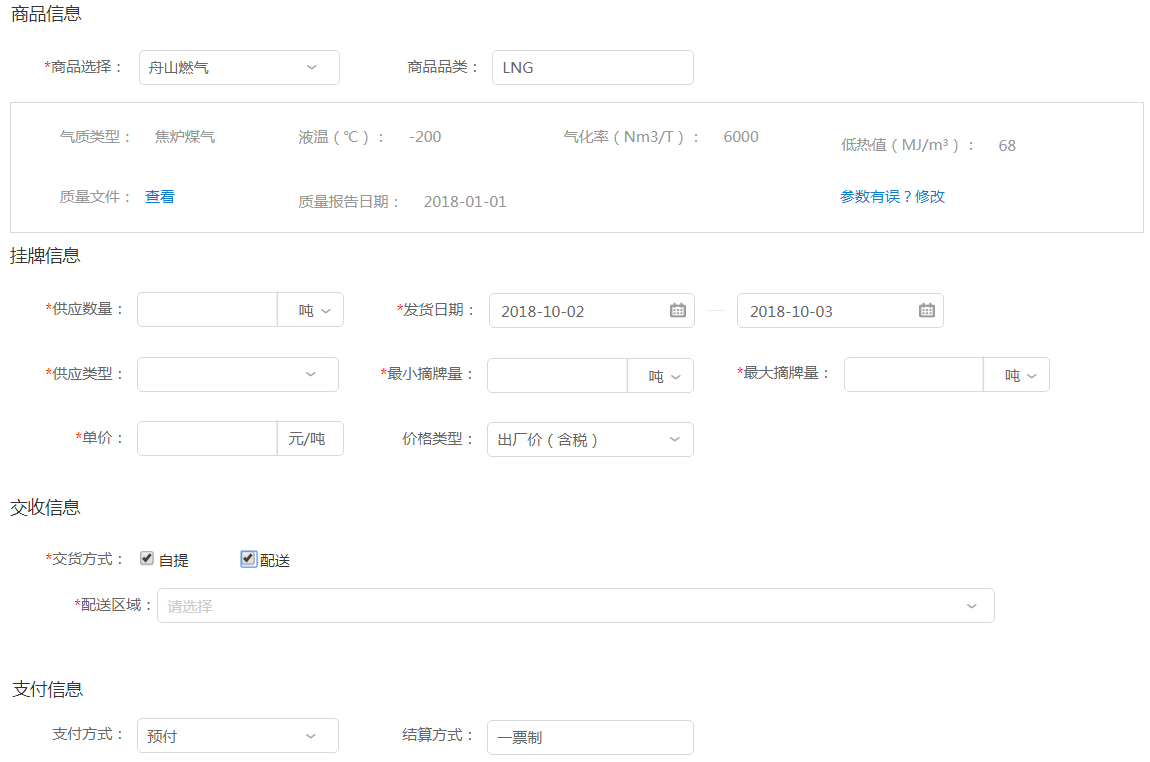 商品信息
*商品选择： 舟山燃气 商品品类： LNG
气质类型： 焦炉煤气 液温（℃）： -200 气化率（Nm3/T）： 6000 低热值（MJ/m³）： 68
质量文件： 查看 质量报告日期： 2018-01-01 参数有误？修改
挂牌信息
*供应数量： 吨 *发货日期： 2018-10-02 — 2018-10-03
*供应类型： *最小摘牌量： 吨 *最大摘牌量： 吨
*单价： 元/吨 价格类型： 出厂价（含税）
交收信息
*交货方式： 自提 配送
*配送区域： 请选择
支付信息
支付方式： 预付 结算方式： 一票制